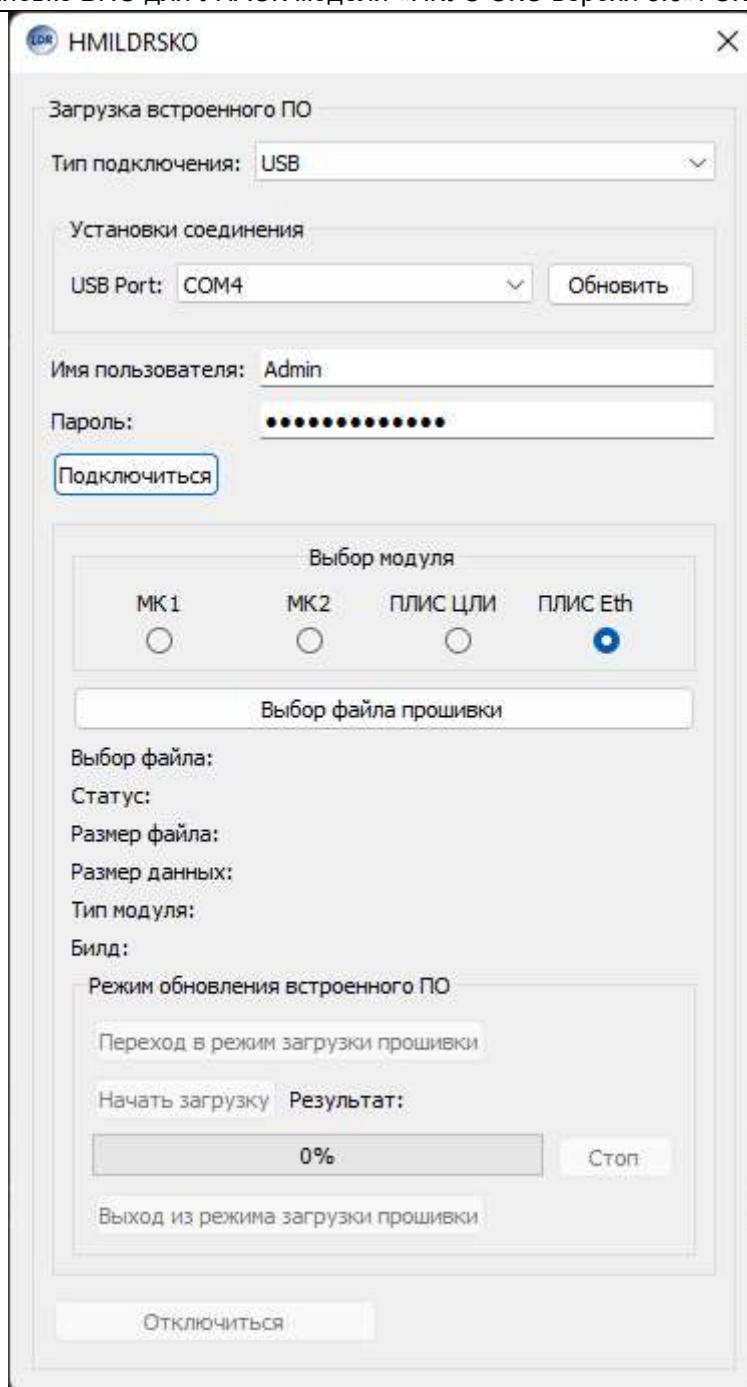 LDR HMILDRSKO
Загрузка встроенного ПО
Тип подключения: USB
Установки соединения
USB Port: COM4 Обновить
Имя пользователя: Admin
Пароль: •••••••••••••
Подключиться
Выбор модуля
МК1 МК2 ПЛИС ЦЛИ ПЛИС Eth
Выбор файла прошивки
Выбор файла:
Статус:
Размер файла:
Размер данных:
Тип модуля:
Билд:
Режим обновления встроенного ПО
Переход в режим загрузки прошивки
Начать загрузку Результат:
0% Стоп
Выход из режима загрузки прошивки
Отключиться